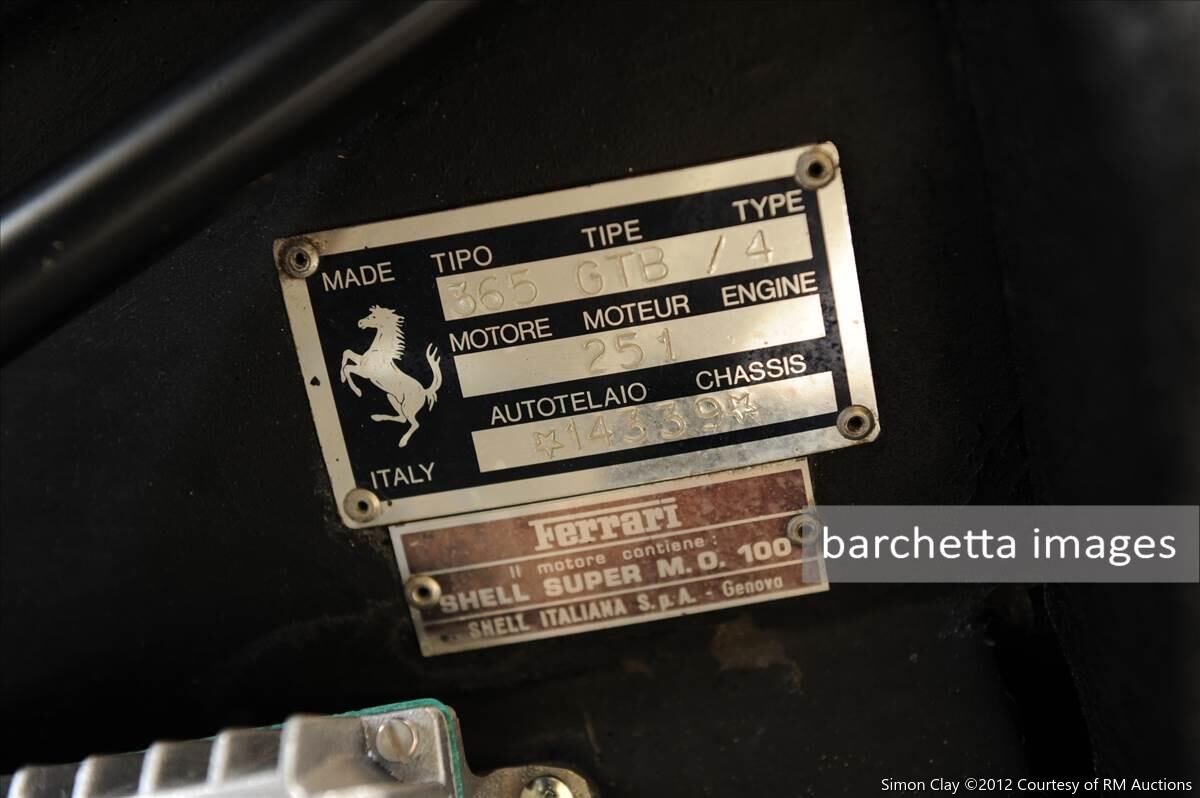 MADE TIPO TIPE TYPE
365 GTB / 4
MOTORE MOTEUR ENGINE
251
AUTOTELAIO CHASSIS
☆14339☆
ITALY
Ferrari
Il motore contiene:
SHELL SUPER M.O. 100
SHELL ITALIANA S.p.A. - Genova
barchetta images
Simon Clay ©2012 Courtesy of RM Auctions